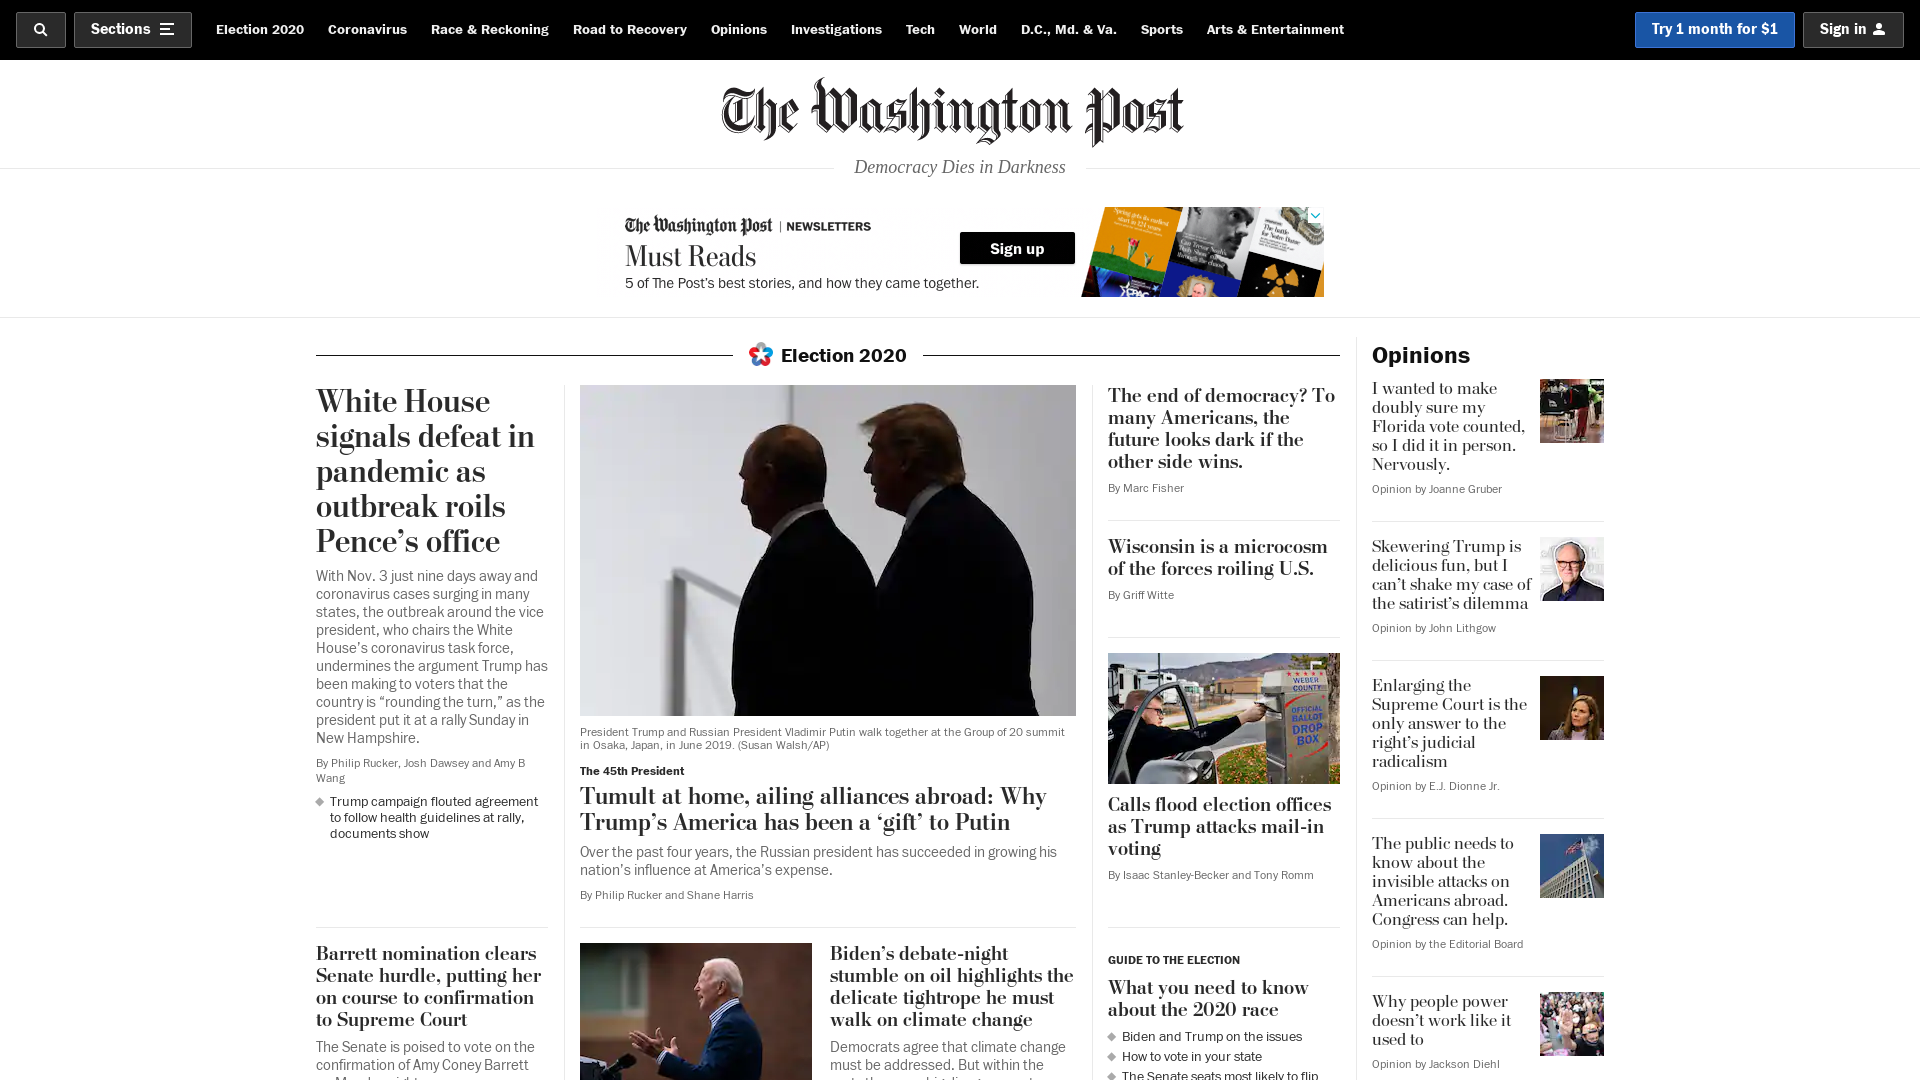 Sections
Election 2020
Coronavirus
Race & Reckoning
Road to Recovery
Opinions
Investigations
Tech
World
D.C., Md. & Va.
Sports
Arts & Entertainment
Try 1 month for $1
Sign in
The Washington Post
Democracy Dies in Darkness
The Washington Post | NEWSLETTERS
Must Reads
5 of The Post's best stories, and how they came together.
Sign up
Election 2020
White House
signals defeat in
pandemic as
outbreak roils
Pence’s office
With Nov. 3 just nine days away and
coronavirus cases surging in many
states, the outbreak around the vice
president, who chairs the White
House’s coronavirus task force,
undermines the argument Trump has
been making to voters that the
country is “rounding the turn,” as the
president put it at a rally Sunday in
New Hampshire.
By Philip Rucker, Josh Dawsey and Amy B
Wang
Trump campaign flouted agreement
to follow health guidelines at rally,
documents show
President Trump and Russian President Vladimir Putin walk together at the Group of 20 summit
in Osaka, Japan, in June 2019. (Susan Walsh/AP)
The 45th President
Tumult at home, ailing alliances abroad: Why
Trump’s America has been a ‘gift’ to Putin
Over the past four years, the Russian president has succeeded in growing his
nation’s influence at America’s expense.
By Philip Rucker and Shane Harris
The end of democracy? To
many Americans, the
future looks dark if the
other side wins.
By Marc Fisher
Wisconsin is a microcosm
of the forces roiling U.S.
By Griff Witte
WEBER
COUNTY
OFFICIAL
BALLOT
DROP
BOX
Calls flood election offices
as Trump attacks mail-in
voting
By Isaac Stanley-Becker and Tony Romm
Barrett nomination clears
Senate hurdle, putting her
on course to confirmation
to Supreme Court
The Senate is poised to vote on the
confirmation of Amy Coney Barrett
Biden’s debate-night
stumble on oil highlights the
delicate tightrope he must
walk on climate change
Democrats agree that climate change
must be addressed. But within the
GUIDE TO THE ELECTION
What you need to know
about the 2020 race
Biden and Trump on the issues
How to vote in your state
The Senate seats most likely to flip
Opinions
I wanted to make
doubly sure my
Florida vote counted,
so I did it in person.
Nervously.
Opinion by Joanne Gruber
Skewering Trump is
delicious fun, but I
can’t shake my case of
the satirist’s dilemma
Opinion by John Lithgow
Enlarging the
Supreme Court is the
only answer to the
right’s judicial
radicalism
Opinion by E.J. Dionne Jr.
The public needs to
know about the
invisible attacks on
Americans abroad.
Congress can help.
Opinion by the Editorial Board
Why people power
doesn’t work like it
used to
Opinion by Jackson Diehl